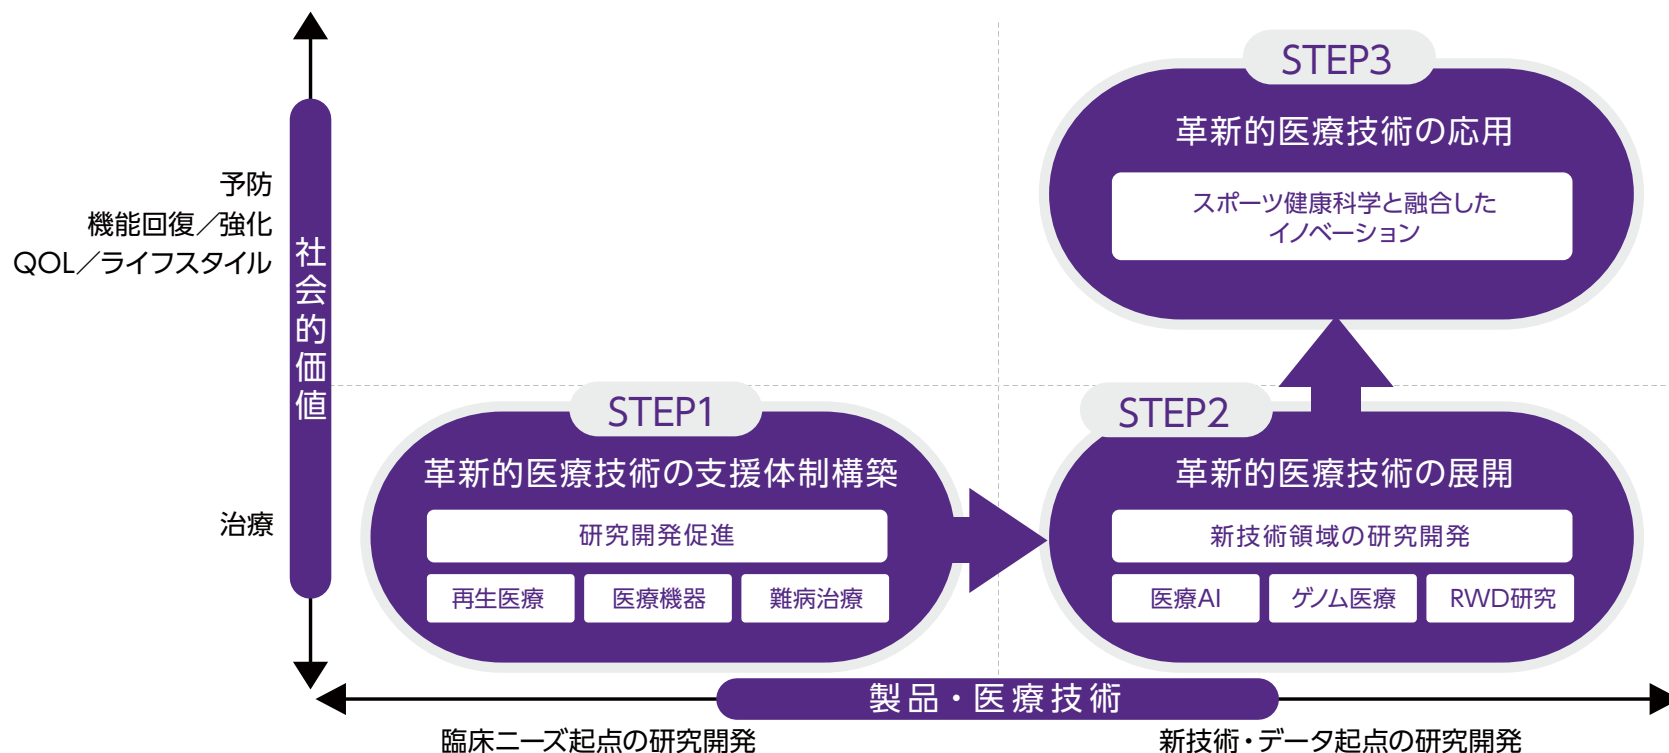 STEP3
革新的医療技術の応用
スポーツ健康科学と融合した
イノベーション
予防
機能回復／強化
QOL／ライフスタイル
社会的価値
治療
STEP1
革新的医療技術の支援体制構築
研究開発促進
再生医療
医療機器
難病治療
STEP2
革新的医療技術の展開
新技術領域の研究開発
医療AI
ゲノム医療
RWD研究
製品・医療技術
臨床ニーズ起点の研究開発
新技術・データ起点の研究開発